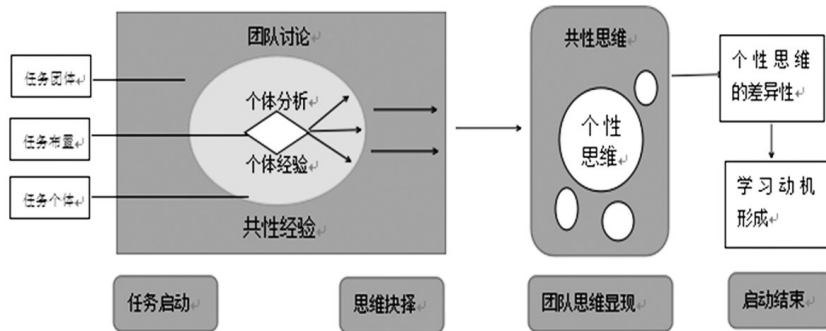 团队讨论
任务团体
个体分析
任务布置
个体经验
任务个体
共性经验
共性思维
个 性
思维
个 性 思 维
的差异性
学 习 动 机
形成
任务启动
思维抉择
团队思维显现
启动结束